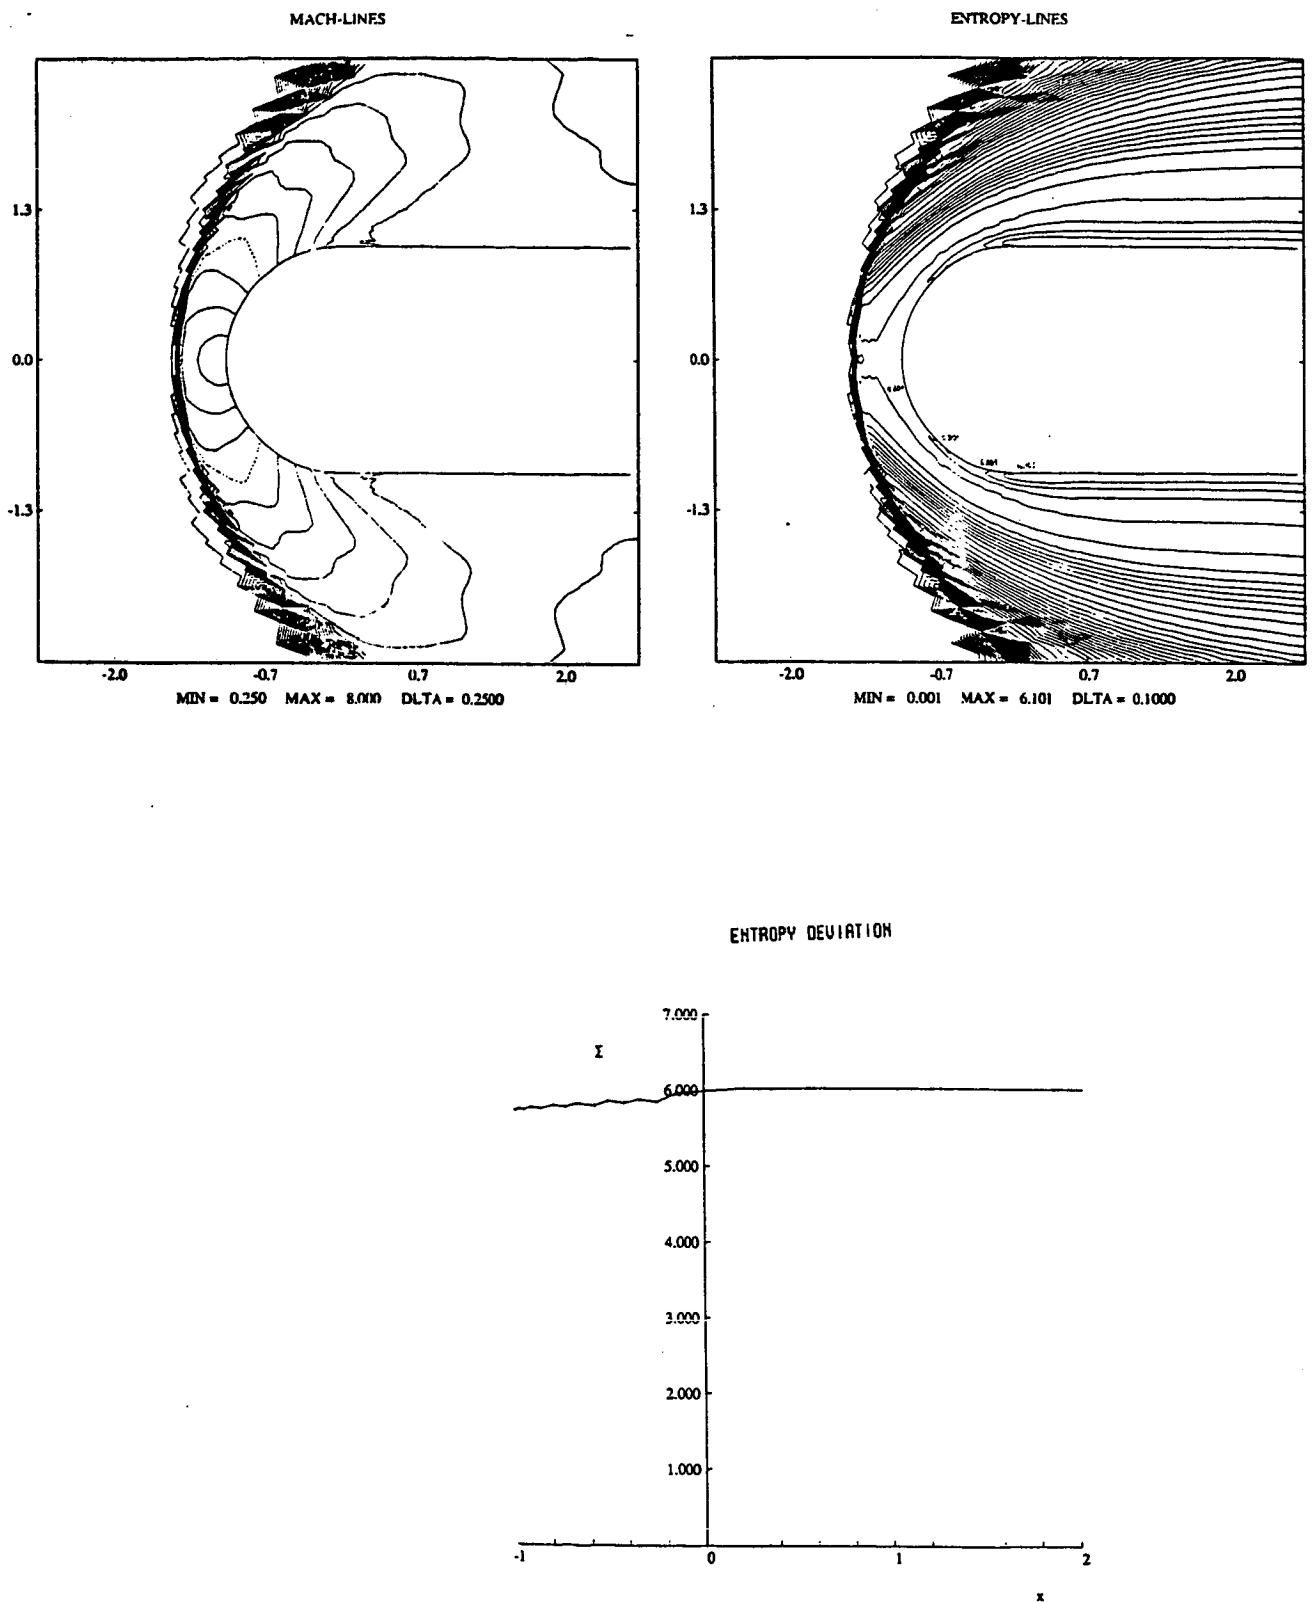 MACH-LINES
1.3
0.0
-1.3
-2.0 -0.7 0.7 2.0
MIN = 0.250 MAX = 8.000 DLTA = 0.2500
ENTROPY-LINES
1.3
0.0
-1.3
-2.0 -0.7 0.7 2.0
MIN = 0.001 MAX = 6.101 DLTA = 0.1000
ENTROPY DEVIATION
7.000
Σ
6.000
5.000
4.000
3.000
2.000
1.000
-1 0 1 2
x